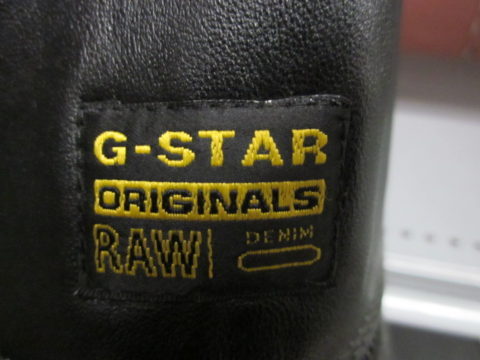 G-STAR
ORIGINALS
RAW DENIM